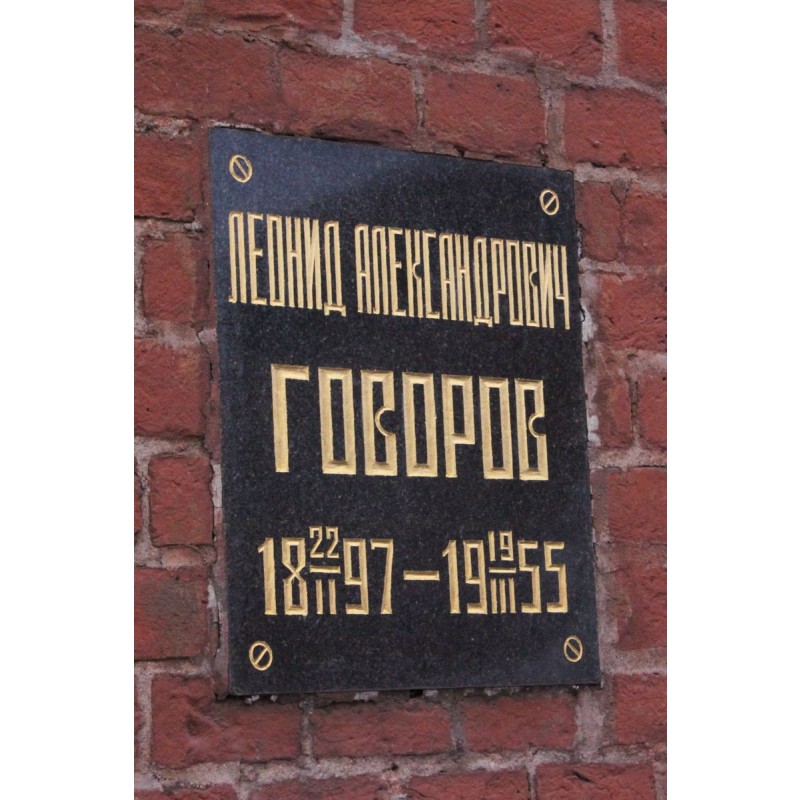 ЛЕОНИД АЛЕКСАНДРОВИЧ
ГОВОРОВ
18 22/II 97 – 19 19/III 55